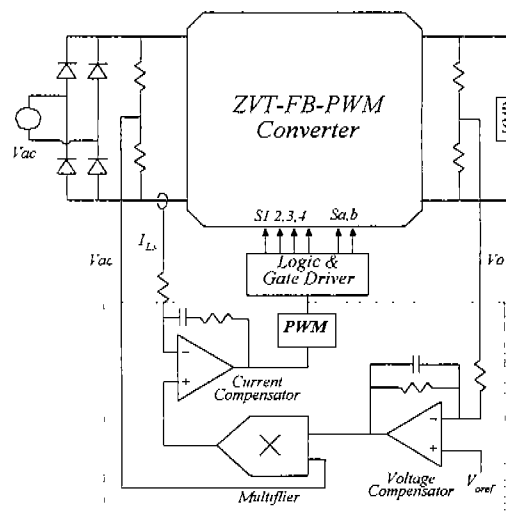 ZVT-FB-PWM
Converter
Vac
S1 2,3,4
Sa,b
ILs
Vac
Logic &
Gate Driver
Vo
PWM
Current
Compensator
Multiflier
Voltage
Compensator
Voref